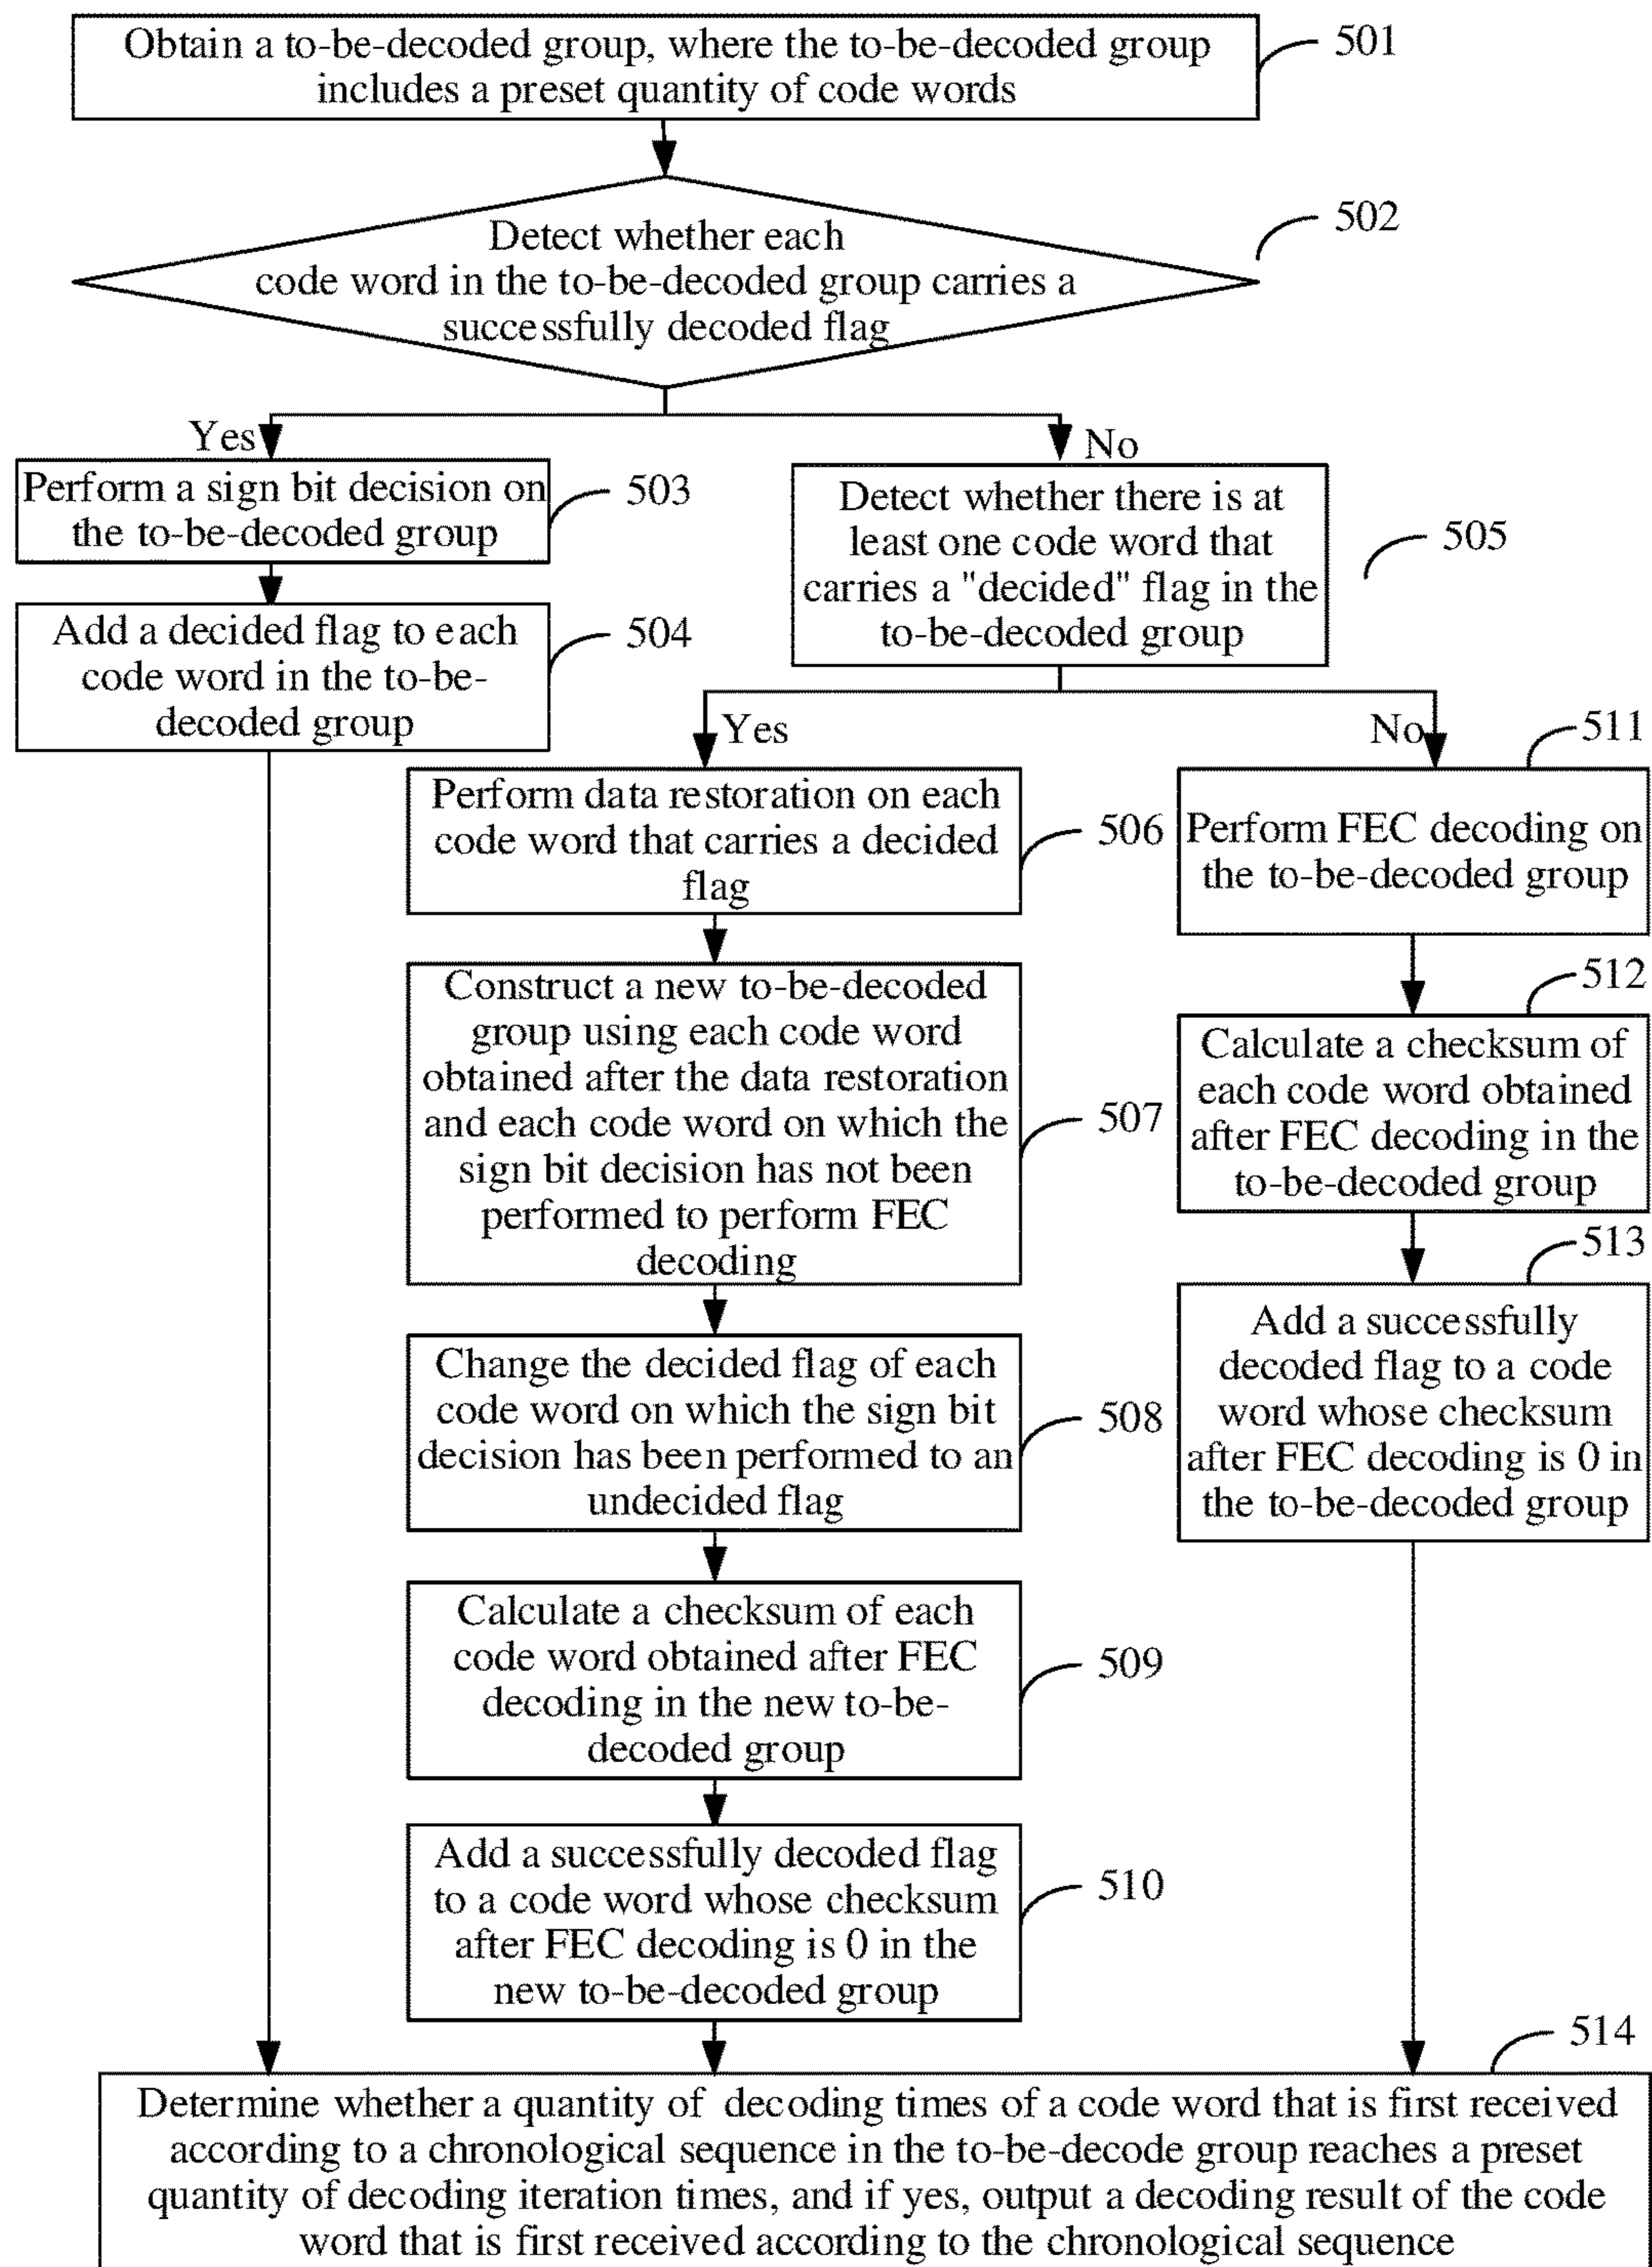 Obtain a to-be-decoded group, where the to-be-decoded group
includes a preset quantity of code words
501
Detect whether each
code word in the to-be-decoded group carries a
successfully decoded flag
502
Yes
No
Perform a sign bit decision on
the to-be-decoded group
503
Add a decided flag to each
code word in the to-be-
decoded group
504
Detect whether there is at
least one code word that
carries a "decided" flag in the
to-be-decoded group
505
Yes
No
Perform data restoration on each
code word that carries a decided
flag
506
Construct a new to-be-decoded
group using each code word
obtained after the data restoration
and each code word on which the
sign bit decision has not been
performed to perform FEC
decoding
507
Change the decided flag of each
code word on which the sign bit
decision has been performed to an
undecided flag
508
Calculate a checksum of each
code word obtained after FEC
decoding in the new to-be-
decoded group
509
Add a successfully decoded flag
to a code word whose checksum
after FEC decoding is 0 in the
new to-be-decoded group
510
511
Perform FEC decoding on
the to-be-decoded group
512
Calculate a checksum of
each code word obtained
after FEC decoding in the
to-be-decoded group
513
Add a successfully
decoded flag to a code
word whose checksum
after FEC decoding is 0 in
the to-be-decoded group
514
Determine whether a quantity of decoding times of a code word that is first received
according to a chronological sequence in the to-be-decode group reaches a preset
quantity of decoding iteration times, and if yes, output a decoding result of the code
word that is first received according to the chronological sequence